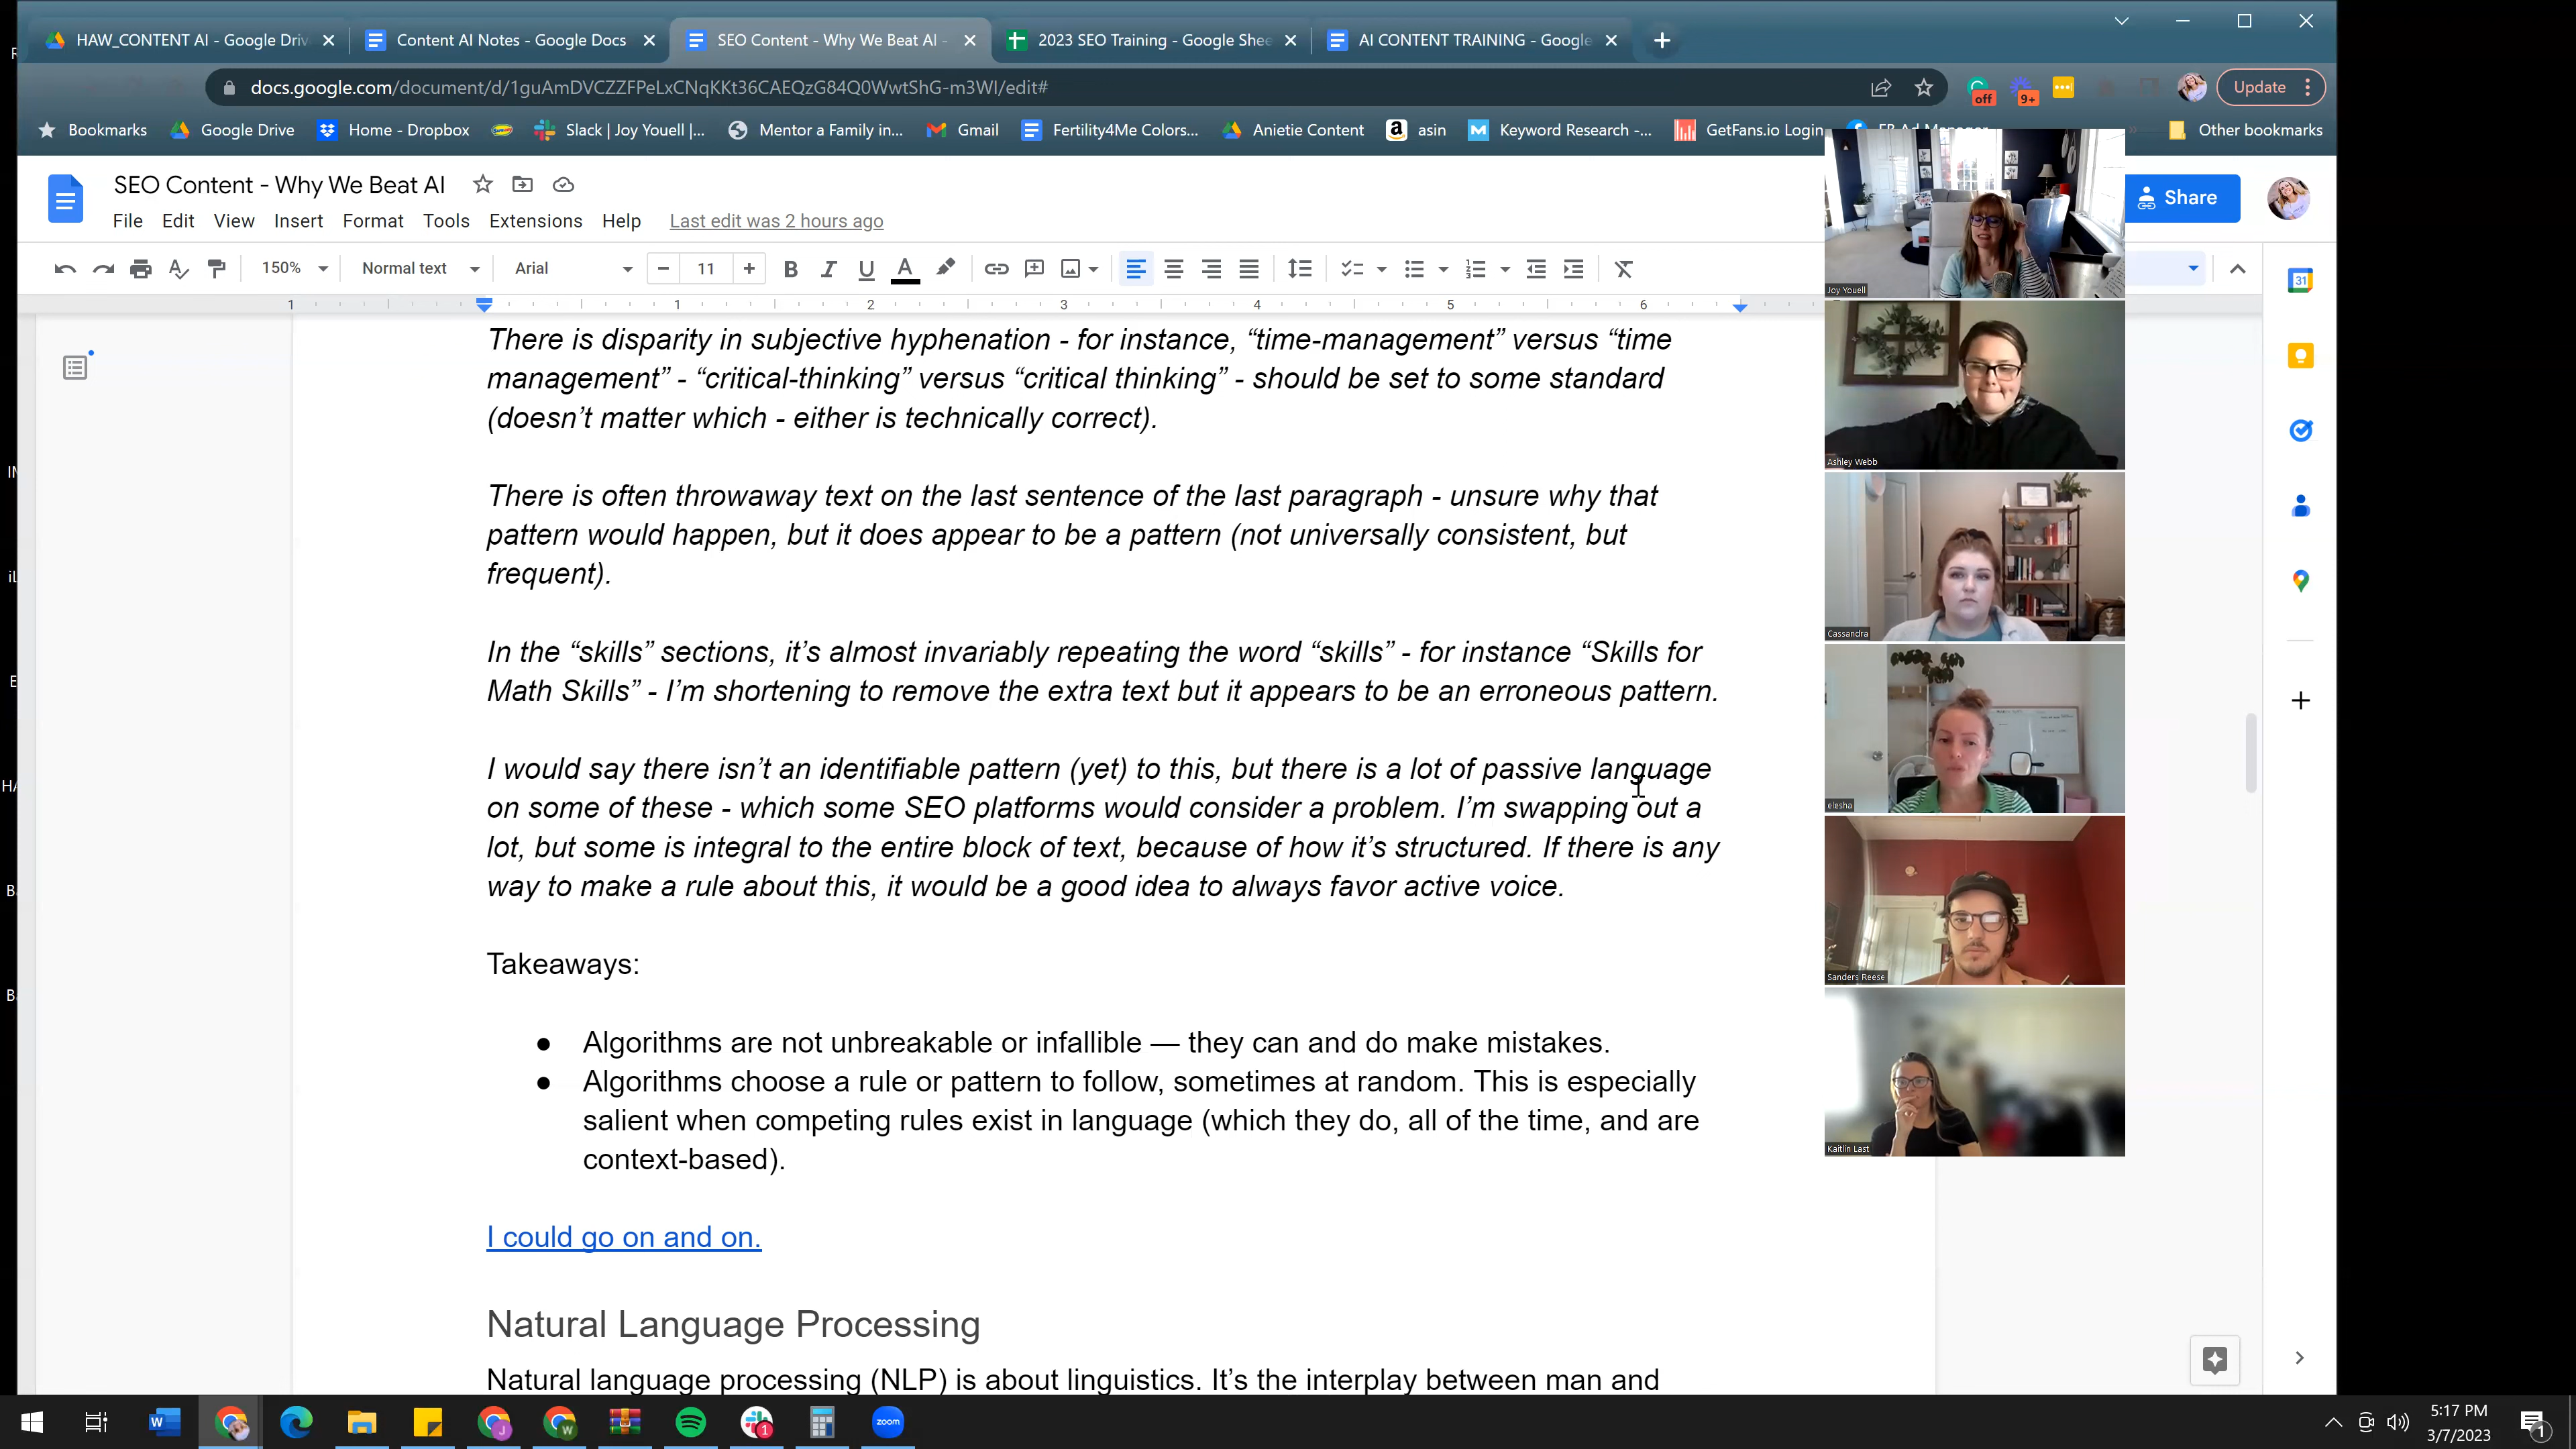 HAW_CONTENT AI - Google Driv
Content AI Notes - Google Docs
SEO Content - Why We Beat AI -
2023 SEO Training - Google Shee
AI CONTENT TRAINING - Google
docs.google.com/document/d/1guAmDVCZZFPeLxCNqKKt36CAEQzG84Q0WwtShG-m3WI/edit#
off
9+
Update
Bookmarks
Google Drive
Home - Dropbox
Slack | Joy Youell |...
Mentor a Family in...
Gmail
Fertility4Me Colors...
Anietie Content
asin
Keyword Research -...
GetFans.io Login
FB Ad Manager
Other bookmarks
SEO Content - Why We Beat AI
Share
File Edit View Insert Format Tools Extensions Help Last edit was 2 hours ago
150% Normal text Arial 11
1 1 2 3 4 5 6
There is disparity in subjective hyphenation - for instance, “time-management” versus “time
management” - “critical-thinking” versus “critical thinking” - should be set to some standard
(doesn’t matter which - either is technically correct).
There is often throwaway text on the last sentence of the last paragraph - unsure why that
pattern would happen, but it does appear to be a pattern (not universally consistent, but
frequent).
In the “skills” sections, it’s almost invariably repeating the word “skills” - for instance “Skills for
Math Skills” - I’m shortening to remove the extra text but it appears to be an erroneous pattern.
I would say there isn’t an identifiable pattern (yet) to this, but there is a lot of passive language
on some of these - which some SEO platforms would consider a problem. I’m swapping out a
lot, but some is integral to the entire block of text, because of how it’s structured. If there is any
way to make a rule about this, it would be a good idea to always favor active voice.
Takeaways:
● Algorithms are not unbreakable or infallible — they can and do make mistakes.
● Algorithms choose a rule or pattern to follow, sometimes at random. This is especially
salient when competing rules exist in language (which they do, all of the time, and are
context-based).
I could go on and on.
Natural Language Processing
Natural language processing (NLP) is about linguistics. It’s the interplay between man and
Joy Youell
Ashley Webb
Cassandra
elesha
Sanders Reese
Kaitlin Last
31
zoom
1
5:17 PM
3/7/2023
1